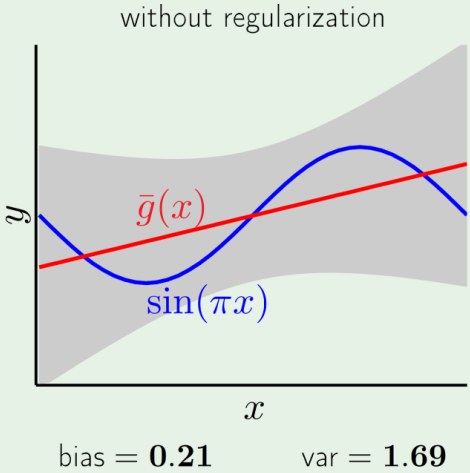 without regularization
y
ḡ(x)
sin(πx)
x
bias = 0.21 var = 1.69